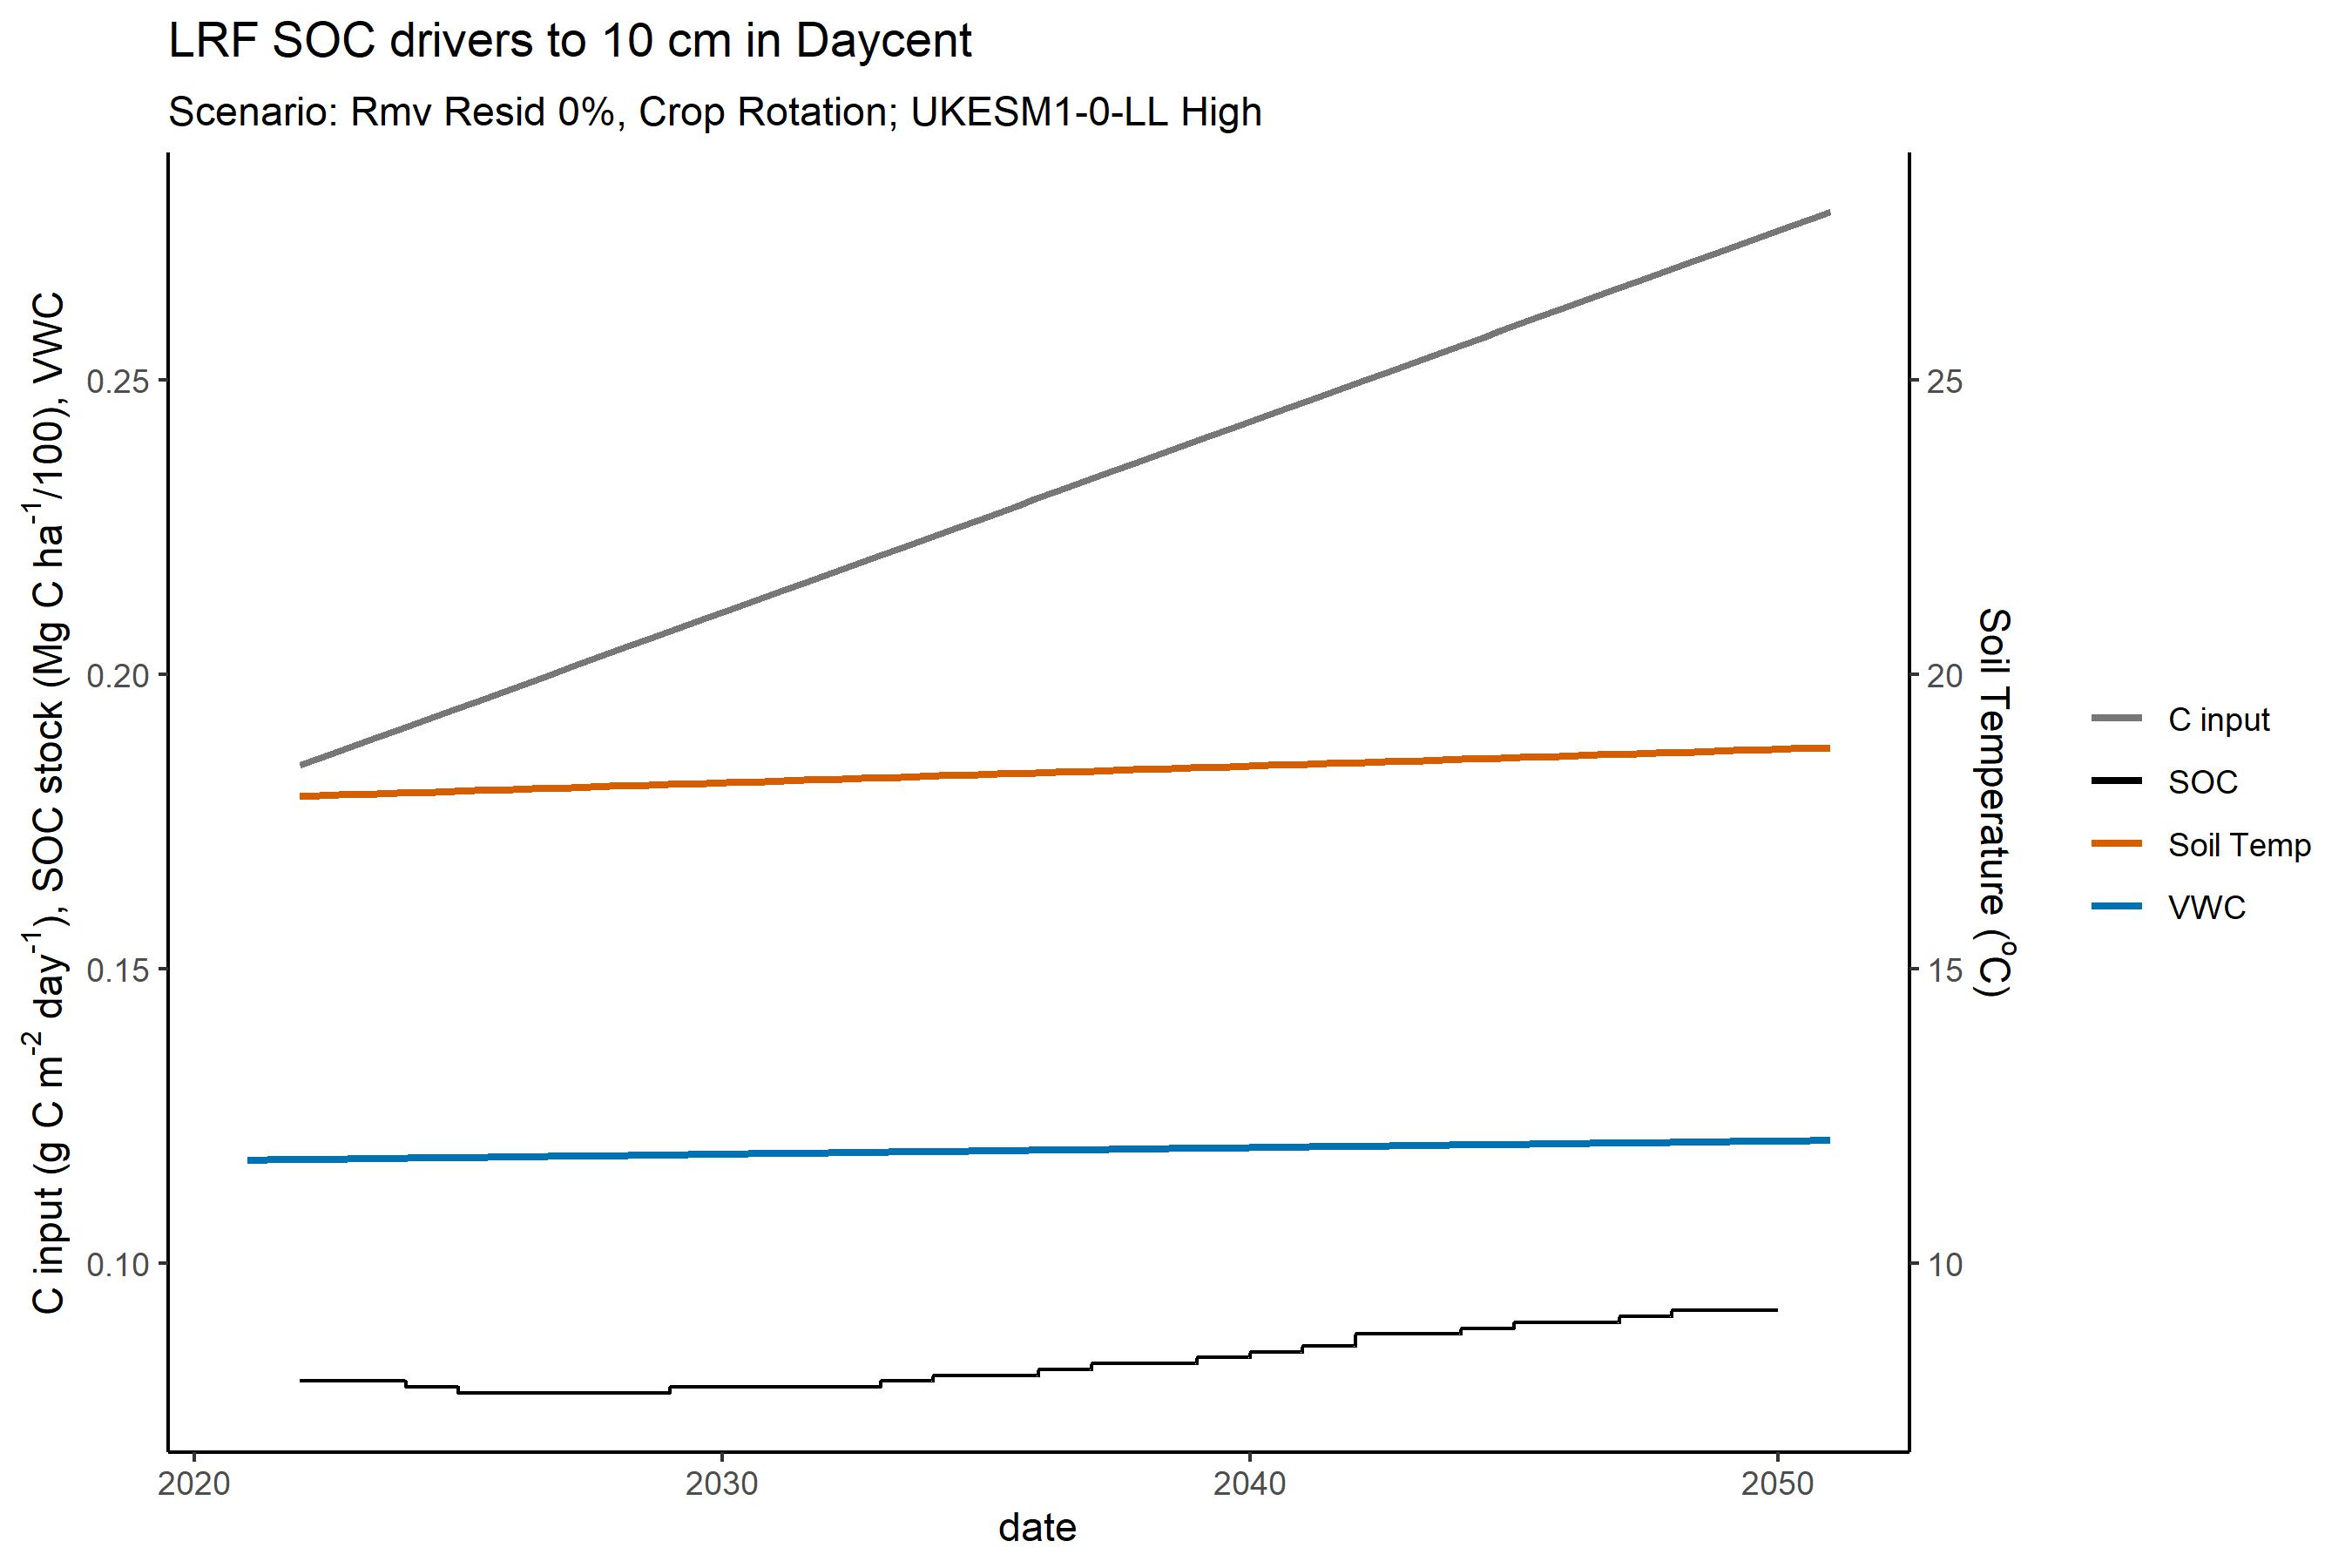 LRF SOC drivers to 10 cm in Daycent
Scenario: Rmv Resid 0%, Crop Rotation; UKESM1-0-LL High
C input (g C m⁻² day⁻¹), SOC stock (Mg C ha⁻¹/100), VWC
0.25
0.20
0.15
0.10
25
20
15
10
Soil Temperature (°C)
C input
SOC
Soil Temp
VWC
2020
2030
2040
2050
date